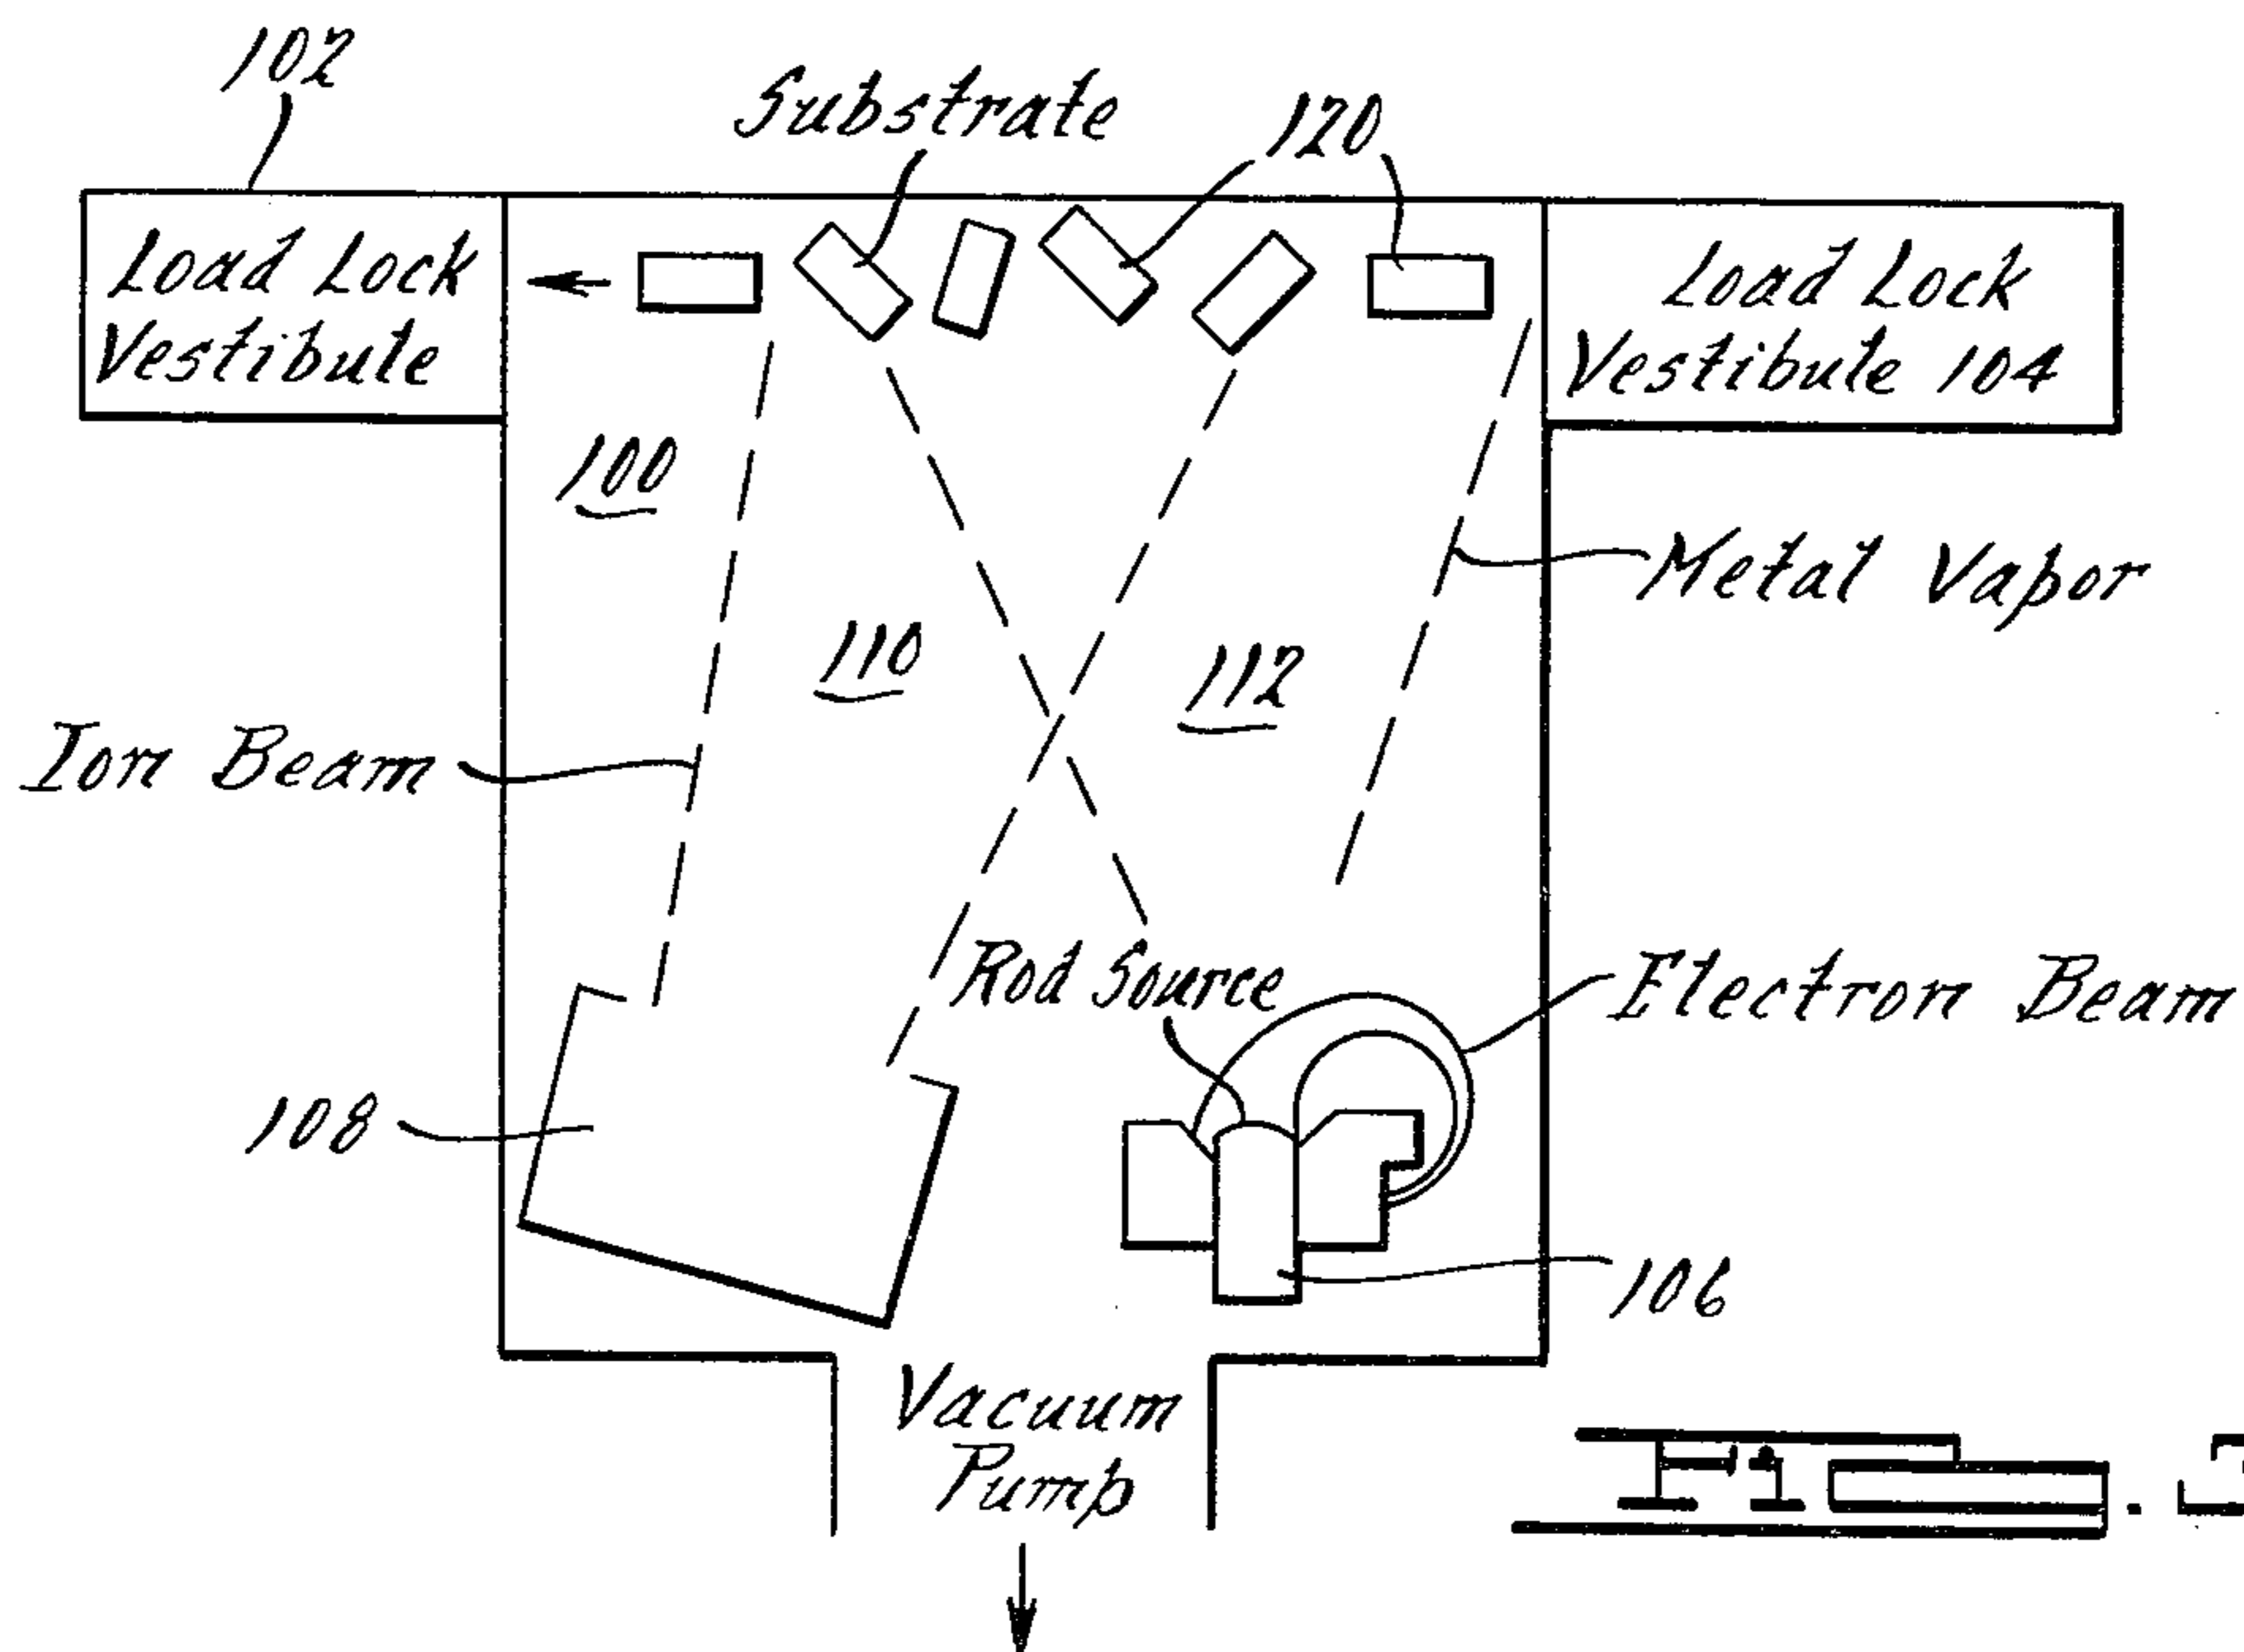 102
Substrate
120
Load Lock
Vestibule
Load Lock
Vestibule 104
100
Metal Vapor
110
112
Ion Beam
Rod Source
Electron Beam
108
106
Vacuum
Pump
Fig.